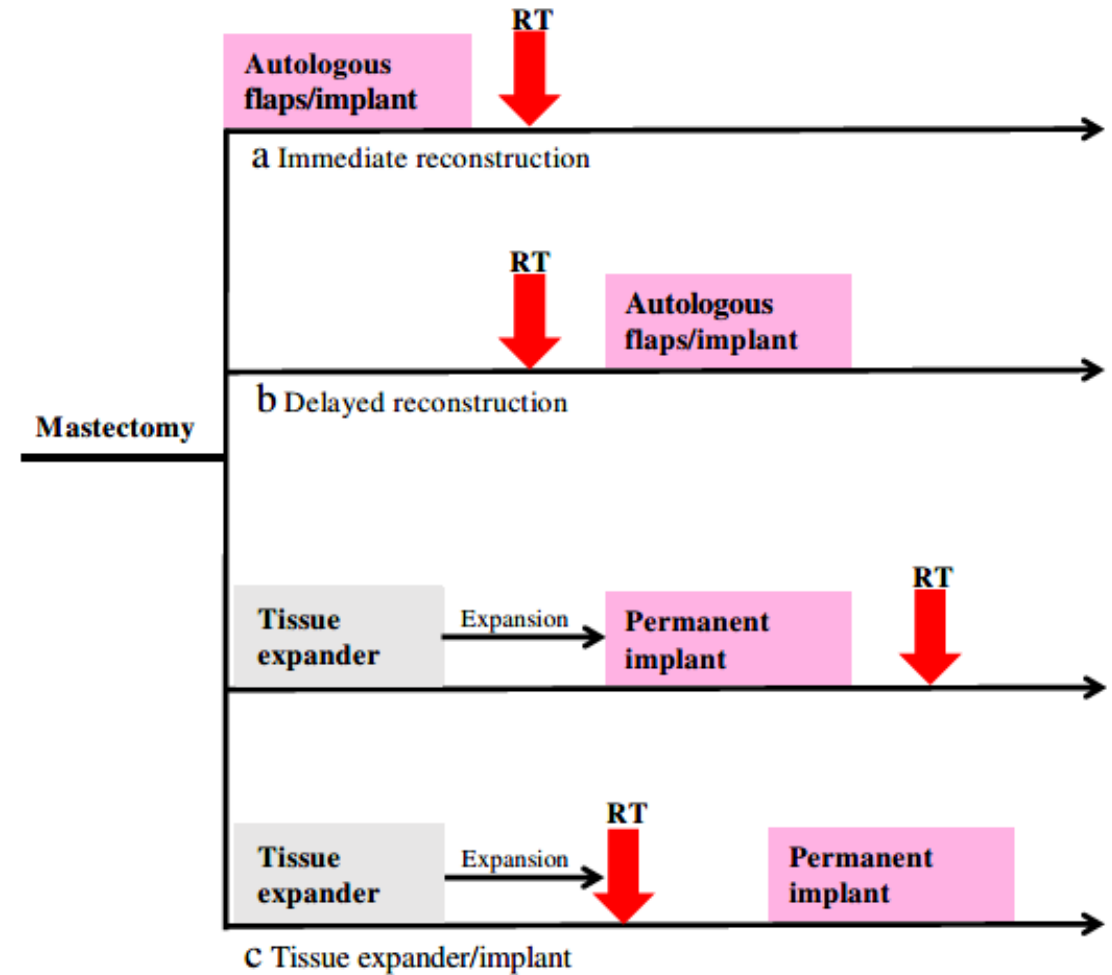 RT
Autologous
flaps/implant
a Immediate reconstruction
RT
Autologous
flaps/implant
b Delayed reconstruction
Mastectomy
RT
Tissue
expander
Expansion
Permanent
implant
RT
Tissue
expander
Expansion
Permanent
implant
c Tissue expander/implant